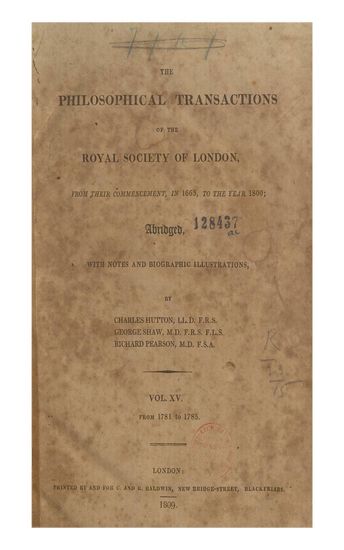 THE
PHILOSOPHICAL TRANSACTIONS
OF THE
ROYAL SOCIETY OF LONDON,
FROM THEIR COMMENCEMENT, IN 1665, TO THE YEAR 1800;
Abridged,
128437
WITH NOTES AND BIOGRAPHIC ILLUSTRATIONS,
BY
CHARLES HUTTON, LL.D. F.R.S.
GEORGE SHAW, M.D. F.R.S. F.L.S.
RICHARD PEARSON, M.D. F.S.A.
R
VOL. XV.
FROM 1781 to 1785.
LONDON:
PRINTED BY AND FOR C. AND R. BALDWIN, NEW BRIDGE-STREET, BLACKFRIARS.
1809.